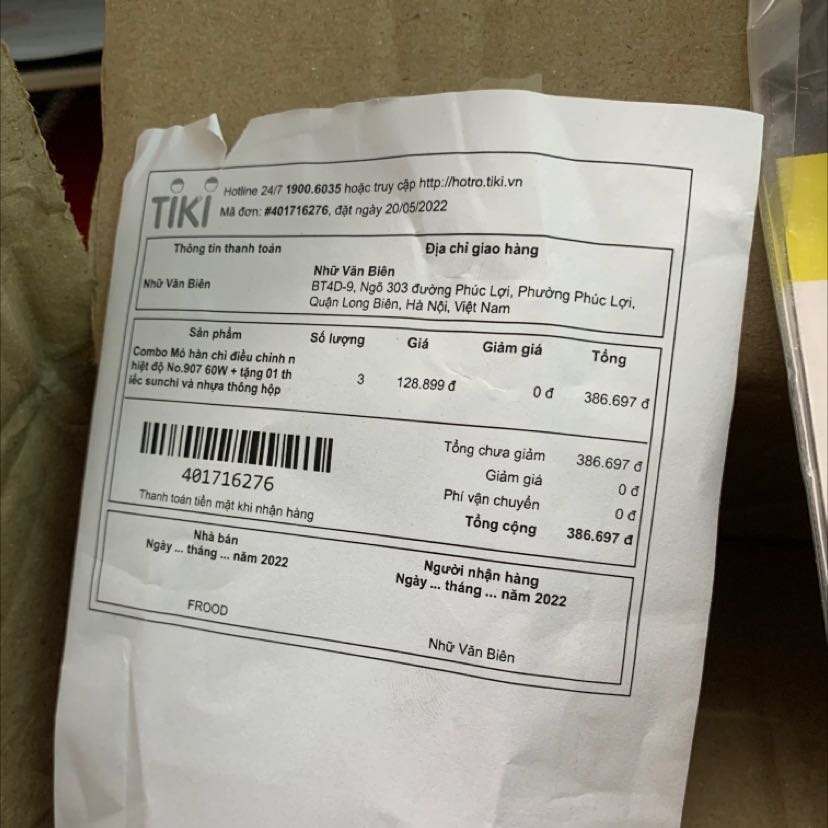 TIKI
Hotline 24/7 1900.6035 hoặc truy cập http://hotro.tiki.vn
Mã đơn: #401716276, đặt ngày 20/05/2022
Thông tin thanh toán Địa chỉ giao hàng
Nhữ Văn Biên
Nhữ Văn Biên
BT4D-9, Ngõ 303 đường Phúc Lợi, Phường Phúc Lợi,
Quận Long Biên, Hà Nội, Việt Nam
Sản phẩm Số lượng Giá Giảm giá Tổng
Combo Mỏ hàn chì điều chỉnh n
hiệt độ No.907 60W + tặng 01 th
iếc sunchi và nhựa thông hộp
3 128.899 đ 0 đ 386.697 đ
401716276
Thanh toán tiền mặt khi nhận hàng
Tổng chưa giảm 386.697 đ
Giảm giá 0 đ
Phí vận chuyển 0 đ
Tổng cộng 386.697 đ
Nhà bán
Ngày ... tháng ... năm 2022
FROOD
Người nhận hàng
Ngày ... tháng ... năm 2022
Nhữ Văn Biên